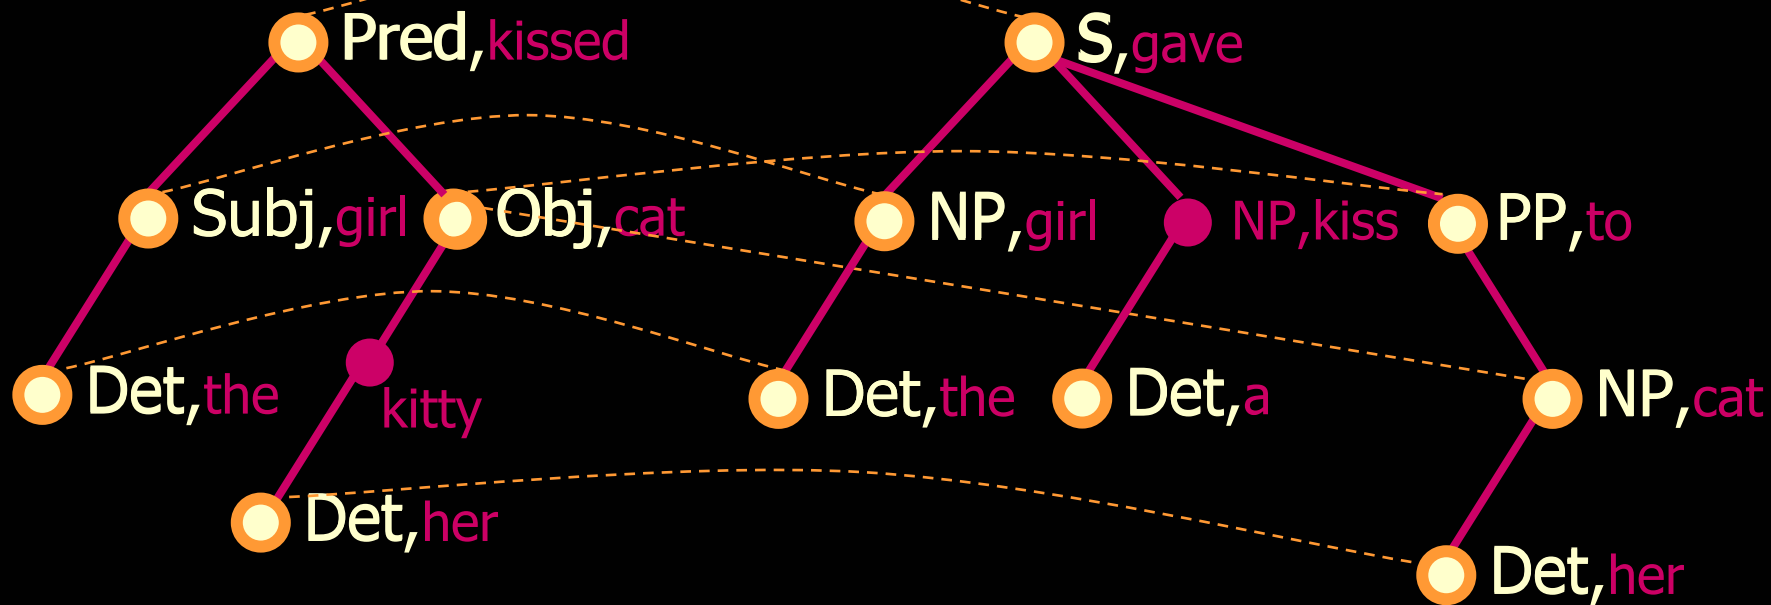 Pred,kissed
S,gave
Subj,girl
Obj,cat
NP,girl
NP,kiss
PP,to
Det,the
kitty
Det,the
Det,a
NP,cat
Det,her
Det,her